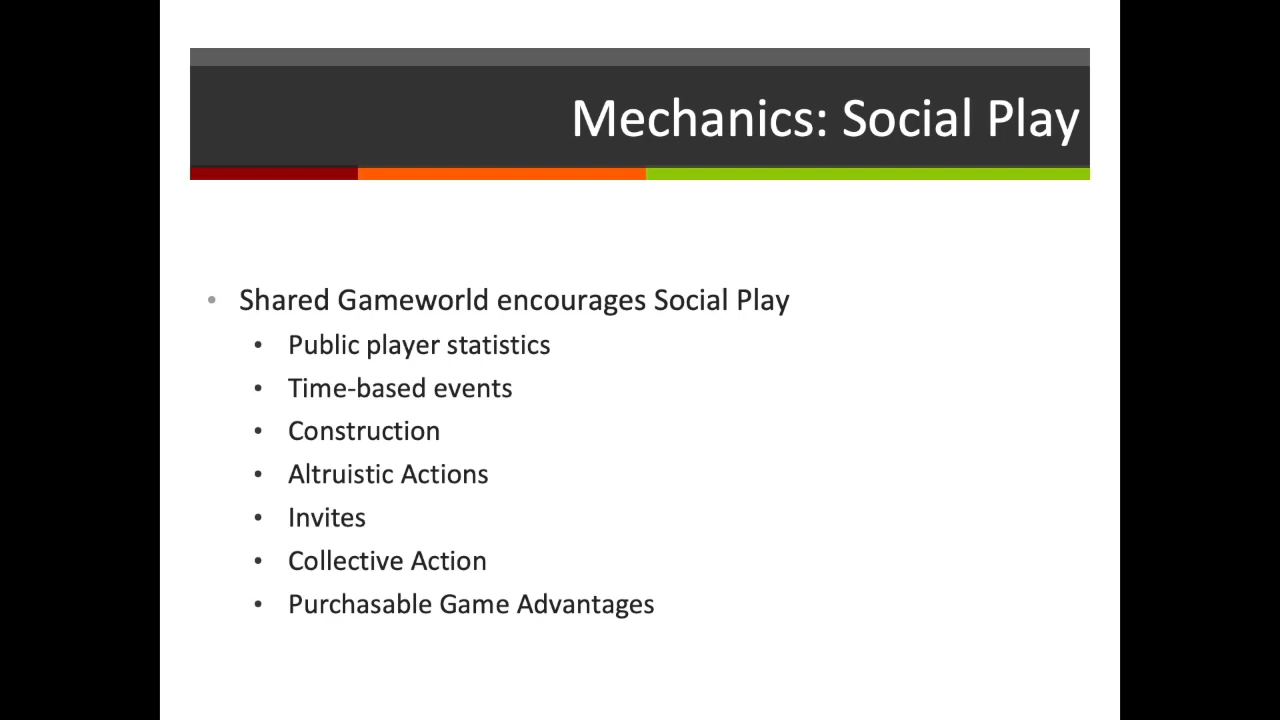 Mechanics: Social Play
• Shared Gameworld encourages Social Play
• Public player statistics
• Time-based events
• Construction
• Altruistic Actions
• Invites
• Collective Action
• Purchasable Game Advantages